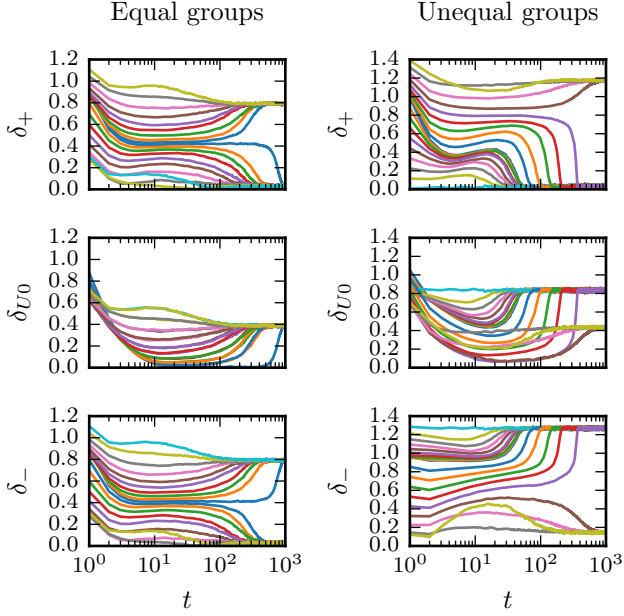 Equal groups Unequal groups
δ+ 1.2 1.0 0.8 0.6 0.4 0.2 0.0
δ+ 1.4 1.2 1.0 0.8 0.6 0.4 0.2 0.0
δU0 1.2 1.0 0.8 0.6 0.4 0.2 0.0
δU0 1.4 1.2 1.0 0.8 0.6 0.4 0.2 0.0
δ− 1.2 1.0 0.8 0.6 0.4 0.2 0.0
δ− 1.4 1.2 1.0 0.8 0.6 0.4 0.2 0.0
10^0 10^1 10^2 10^3 10^0 10^1 10^2 10^3
t t